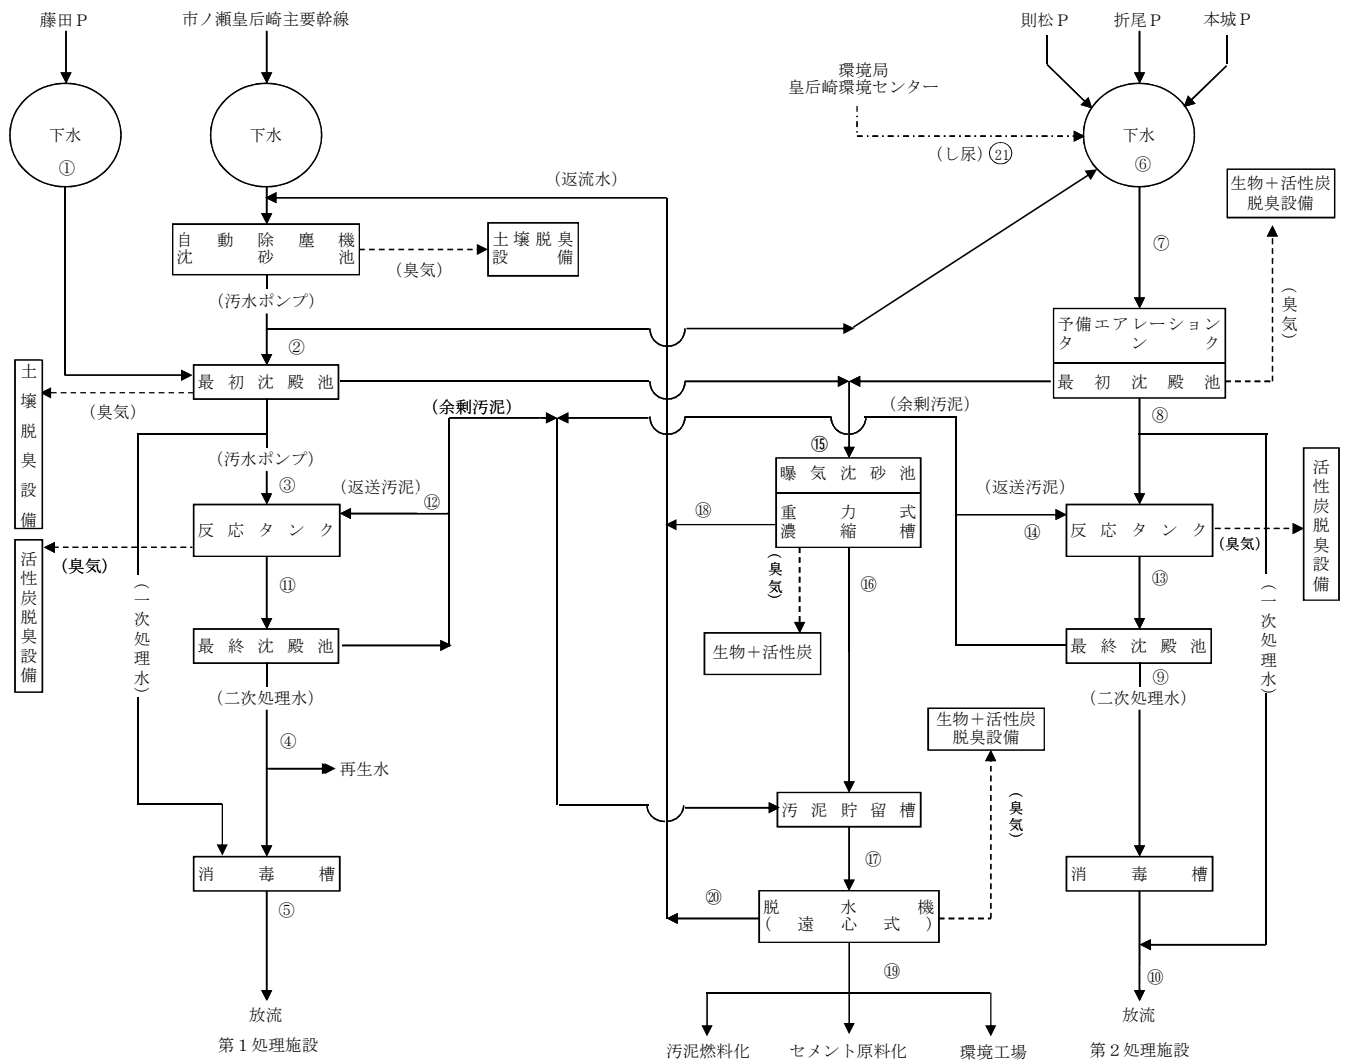 藤田Ｐ
市ノ瀬皇后崎主要幹線
則松Ｐ
折尾Ｐ
本城Ｐ
環境局
皇后崎環境センター
下水
①
下水
下水
⑥
(し尿) ㉑
(返流水)
生物＋活性炭
脱臭設備
自動除塵機
沈砂池
土壌脱臭
設備
(臭気)
⑦
(臭気)
(汚水ポンプ)
②
予備エアレーション
タンク
最初沈殿池
土壌脱臭設備
最初沈殿池
(臭気)
(余剰汚泥)
(余剰汚泥)
⑧
(汚水ポンプ)
③
⑮
曝気沈砂池
重力式
濃縮槽
(返送汚泥)
⑫
⑱
(返送汚泥)
⑭
反応タンク
反応タンク
(臭気)
活性炭脱臭設備
活性炭脱臭設備
(臭気)
⑪
(臭気)
⑯
⑬
(一次処理水)
(一次処理水)
最終沈殿池
生物＋活性炭
最終沈殿池
⑨
(二次処理水)
(二次処理水)
④
再生水
生物＋活性炭
脱臭設備
(臭気)
汚泥貯留槽
⑰
消毒槽
消毒槽
⑤
⑳
脱水機
(遠心式)
⑲
⑩
放流
第１処理施設
汚泥燃料化
セメント原料化
環境工場
放流
第２処理施設